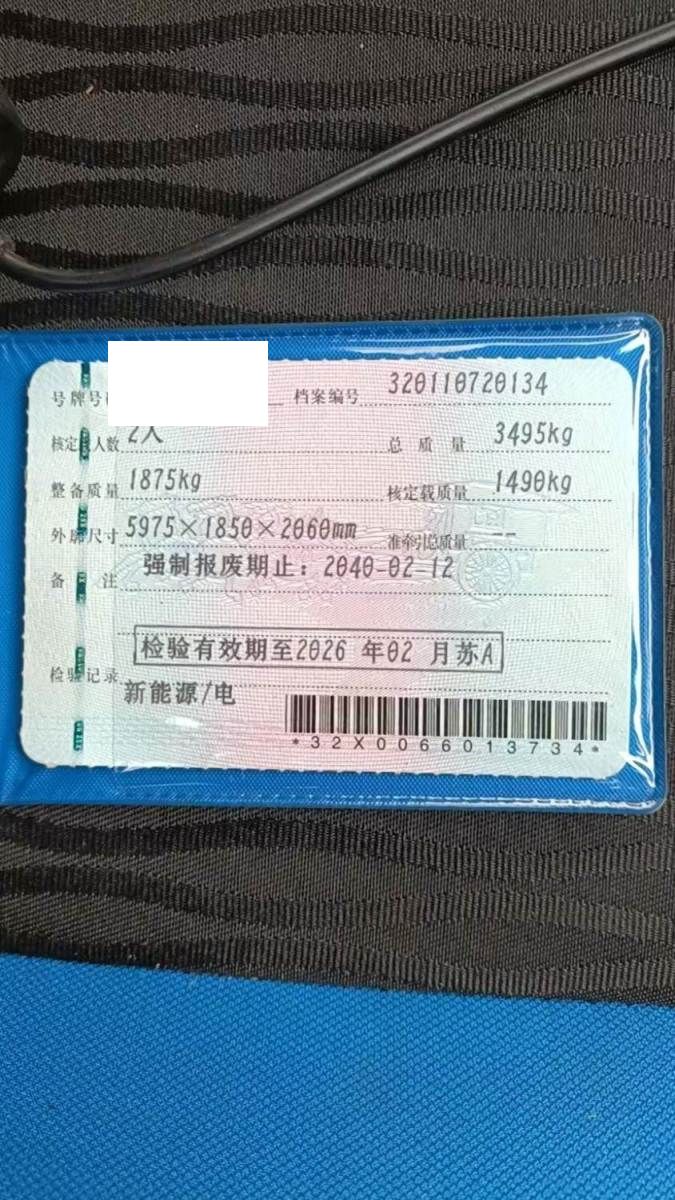 号牌号 档案编号 320110720134
核定 人数 2人 总质量 3495kg
整备质量 1875kg 核定载质量 1490kg
外廓尺寸 5975×1850×2060mm 准牵引总质量 --
备注 强制报废期止：2040-02-12
检验有效期至2026 年02 月苏A
检验记录
新能源/电
*32X0066013734*